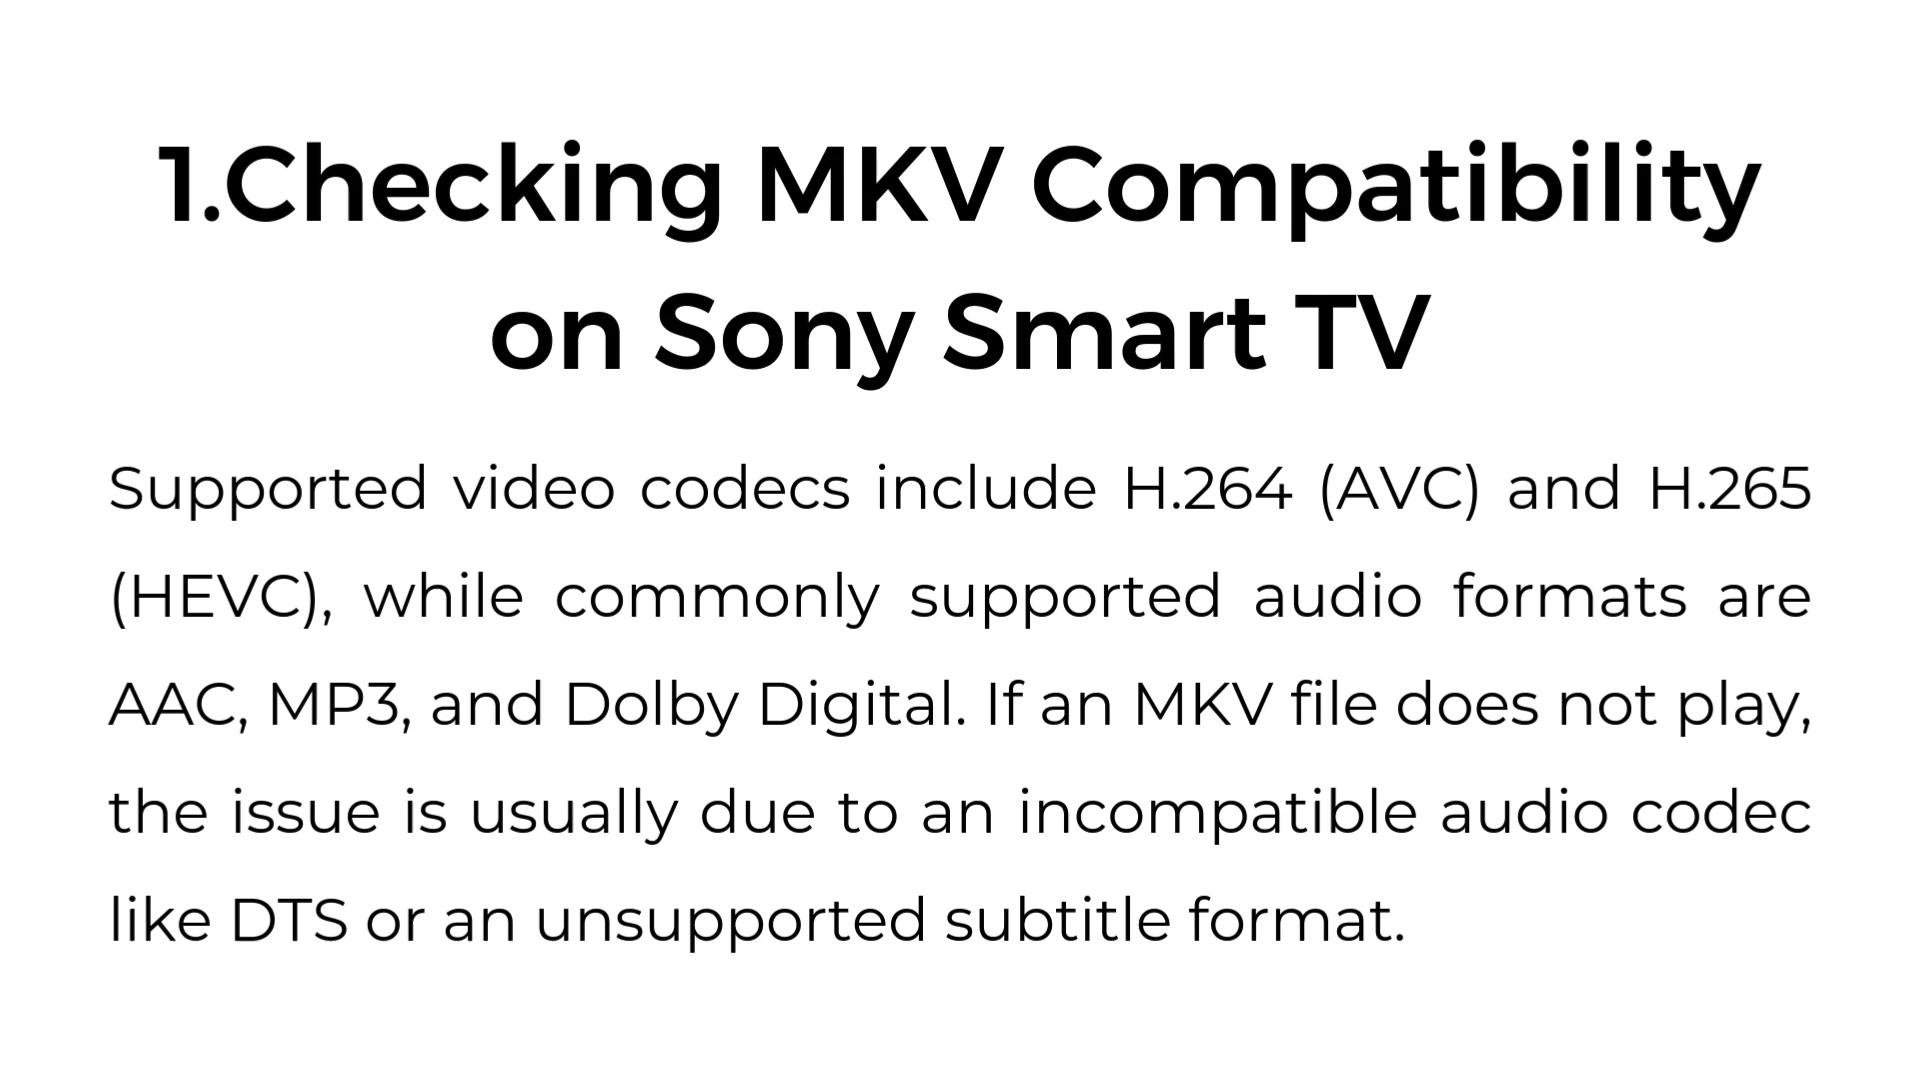 1.Checking MKV Compatibility
on Sony Smart TV
Supported video codecs include H.264 (AVC) and H.265
(HEVC), while commonly supported audio formats are
AAC, MP3, and Dolby Digital. If an MKV file does not play,
the issue is usually due to an incompatible audio codec
like DTS or an unsupported subtitle format.